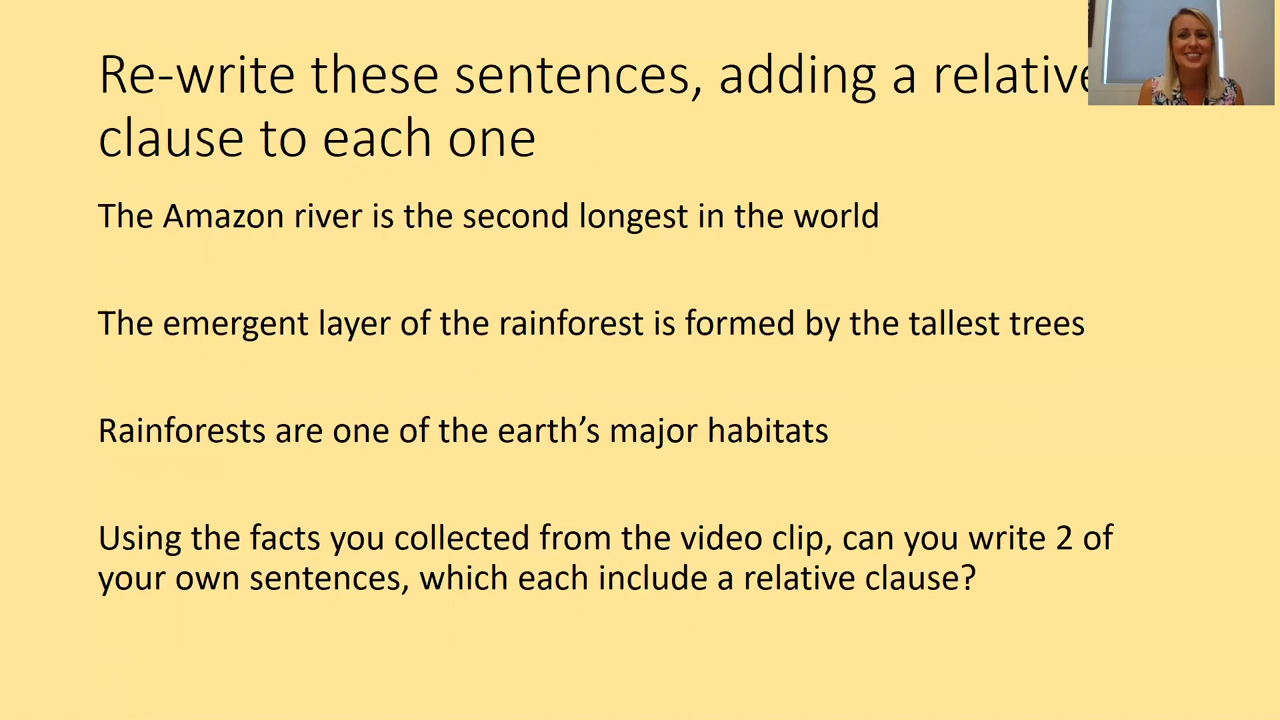 Re-write these sentences, adding a relative
clause to each one
The Amazon river is the second longest in the world
The emergent layer of the rainforest is formed by the tallest trees
Rainforests are one of the earth’s major habitats
Using the facts you collected from the video clip, can you write 2 of
your own sentences, which each include a relative clause?